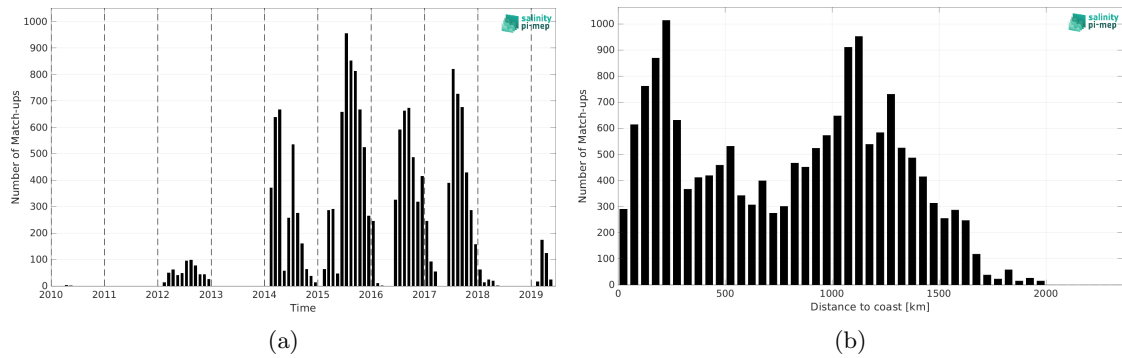 salinity
pi-mep
1000
900
800
700
600
500
400
300
200
100
0
Number of Match-ups
2010 2011 2012 2013 2014 2015 2016 2017 2018 2019
Time
(a)
salinity
pi-mep
1000
900
800
700
600
500
400
300
200
100
0
Number of Match-ups
0 500 1000 1500 2000
Distance to coast [km]
(b)